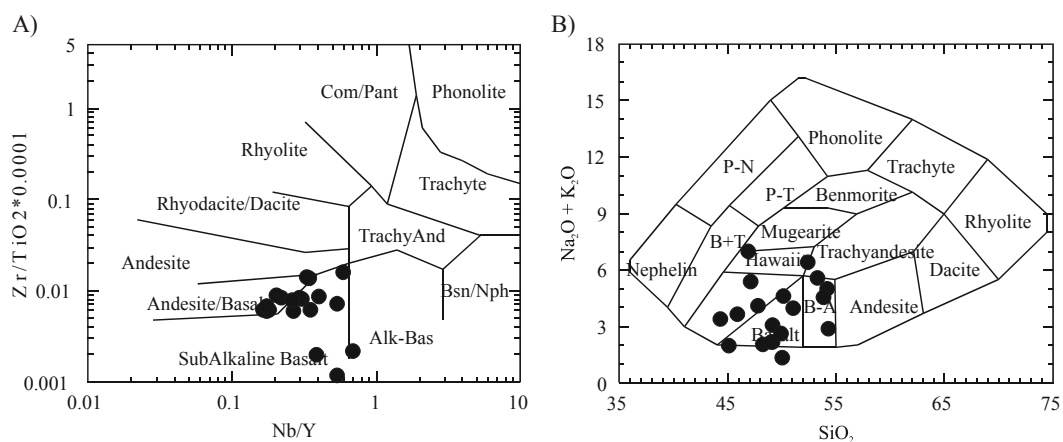 A)
5
1
0.1
0.01
0.001
Zr/TiO2*0.0001
Com/Pant
Phonolite
Rhyolite
Trachyte
Rhyodacite/Dacite
TrachyAnd
Andesite
Andesite/Basalt
Bsn/Nph
Alk-Bas
SubAlkaline Basalt
0.01
0.1
1
10
Nb/Y
B)
18
15
12
9
6
3
0
Na₂O + K₂O
Phonolite
P-N
Trachyte
P-T
Benmorite
Rhyolite
B+T
Mugearite
Trachyandesite
Nephelin
Hawaii
Dacite
B-A
Andesite
Basalt
35
45
55
65
75
SiO₂